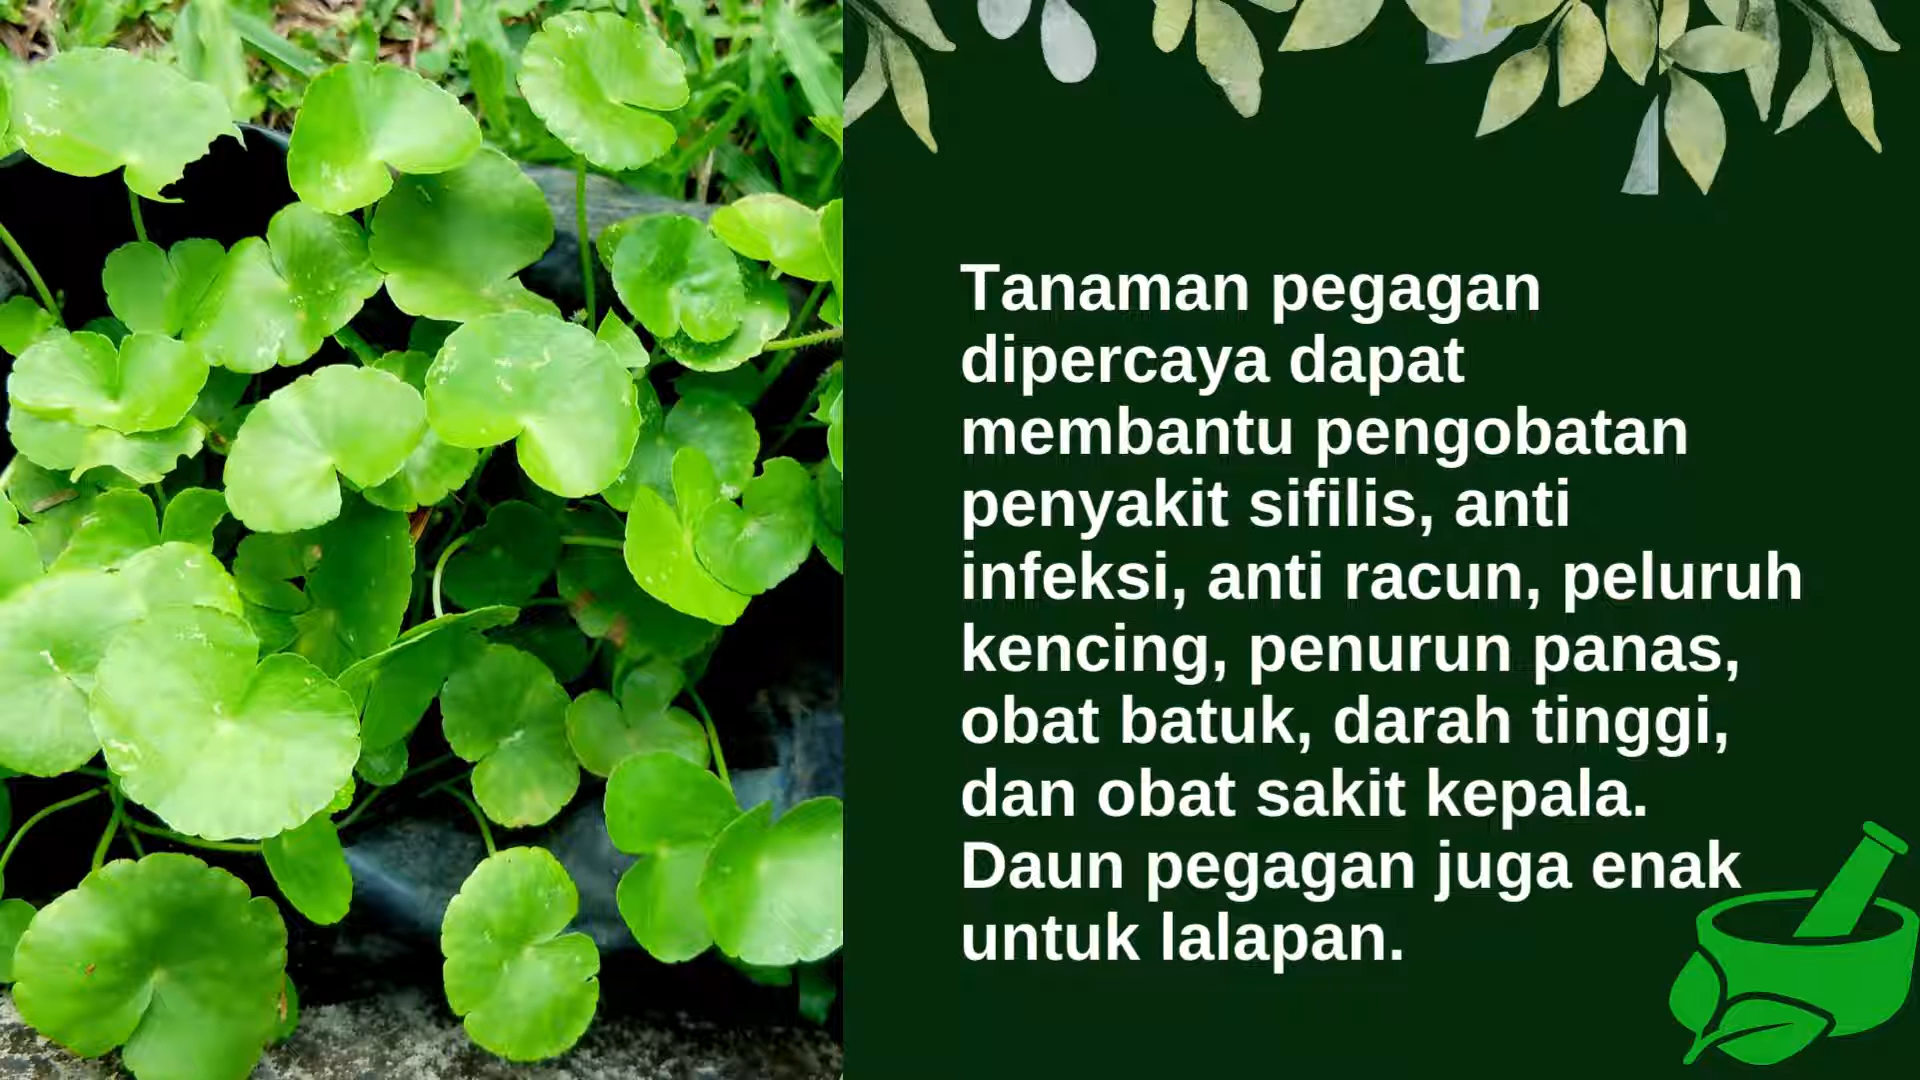 Tanaman pegagan
dipercaya dapat
membantu pengobatan
penyakit sifilis, anti
infeksi, anti racun, peluruh
kencing, penurun panas,
obat batuk, darah tinggi,
dan obat sakit kepala.
Daun pegagan juga enak
untuk lalapan.